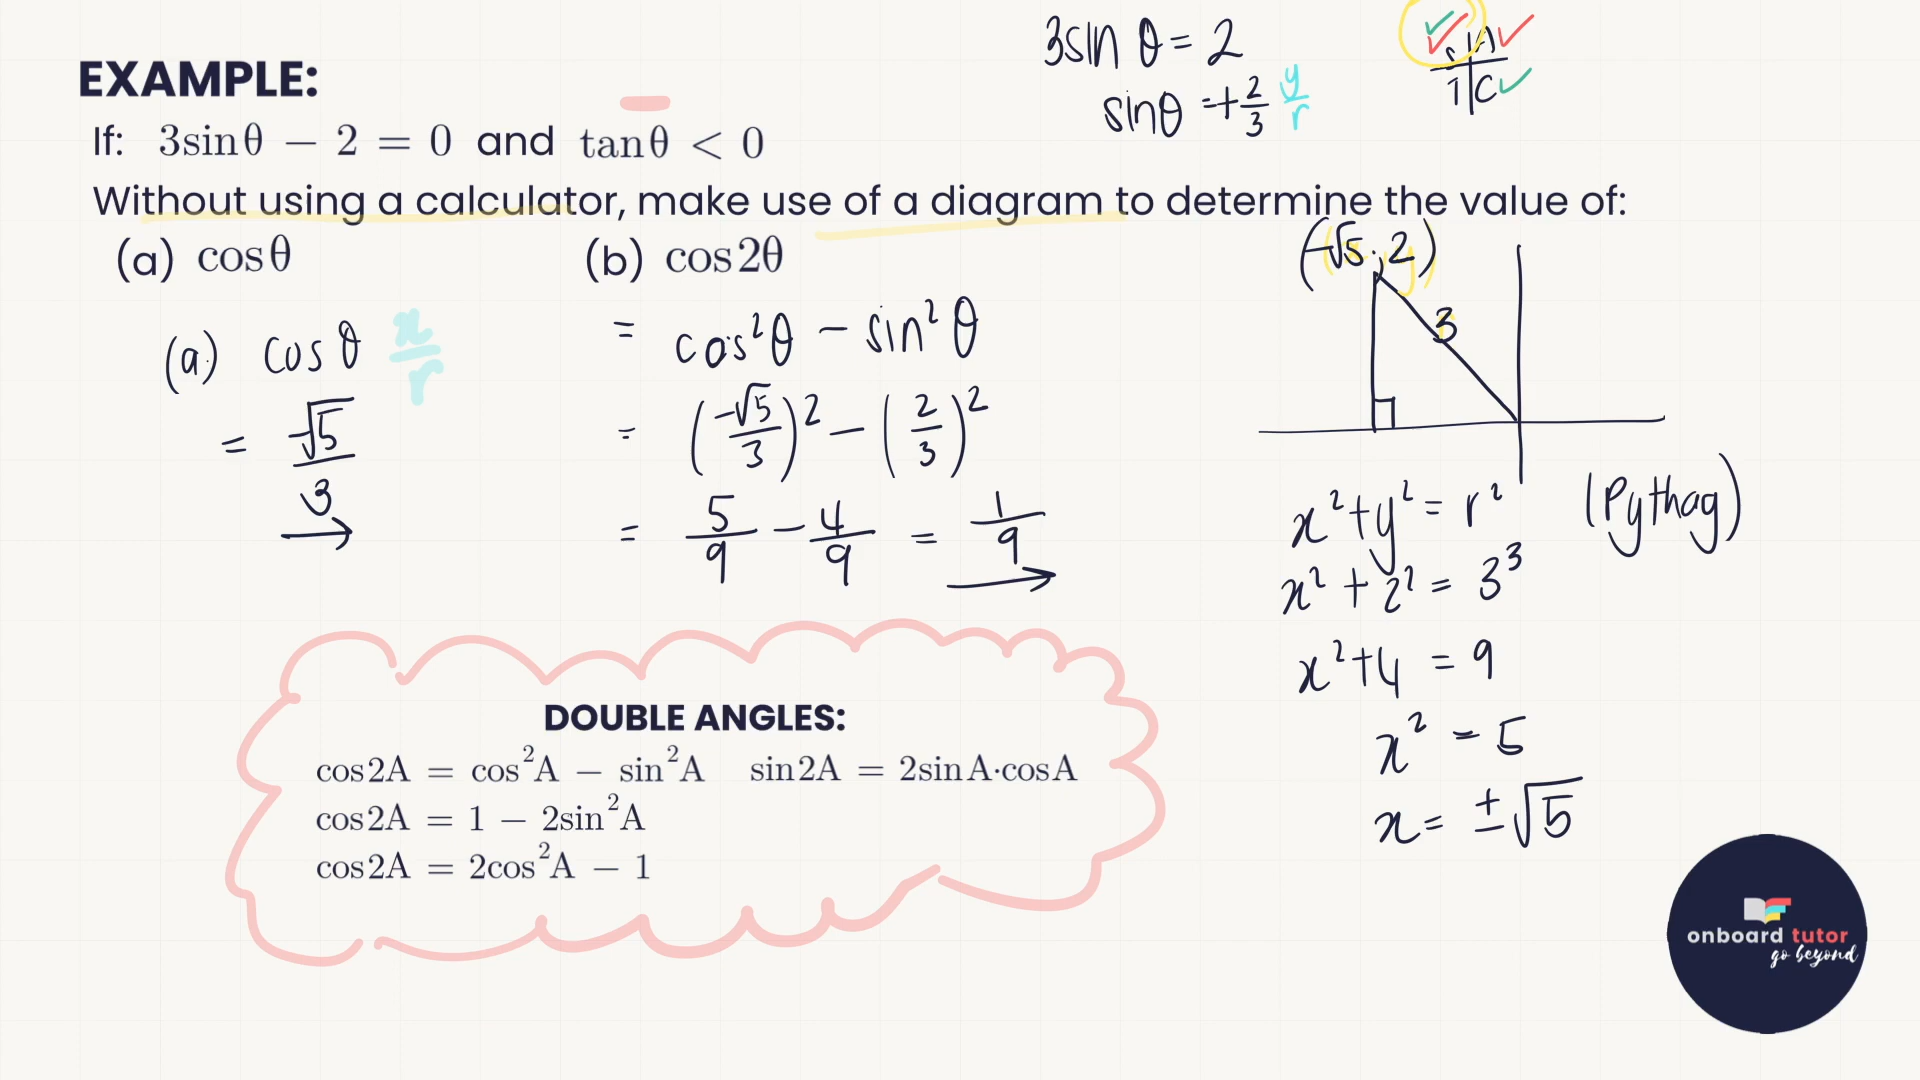 EXAMPLE:
If: 3sinθ − 2 = 0 and tanθ < 0
Without using a calculator, make use of a diagram to determine the value of:
(a) cosθ
(b) cos2θ
3sin θ = 2
sinθ = +2/3 y/r
S A
T C
(a) cos θ x/r
= -√5/3
= cos²θ − sin²θ
= (-√5/3)² − (2/3)²
= 5/9 − 4/9 = 1/9
(-√5; 2)
3
x²+y² = r² (Pythag)
x² + 2² = 3³
x²+4 = 9
x² = 5
x = ±√5
DOUBLE ANGLES:
cos2A = cos²A − sin²A sin2A = 2sinA·cosA
cos2A = 1 − 2sin²A
cos2A = 2cos²A − 1
onboard tutor
go beyond